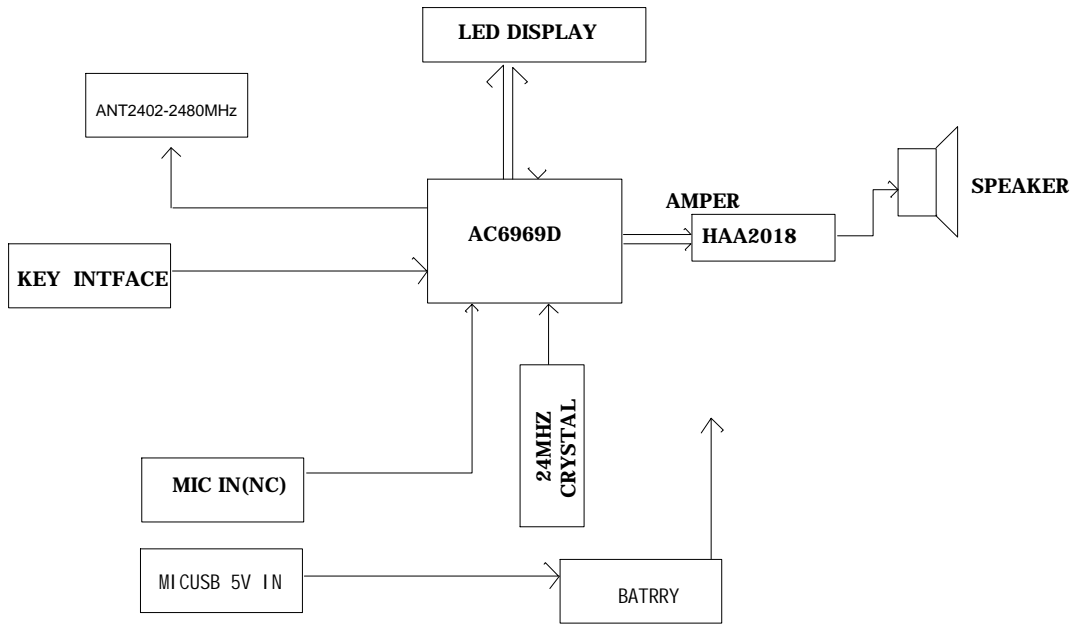 LED DISPLAY
ANT2402-2480MHz
AMPER
SPEAKER
AC6969D
HAA2018
KEY INTFACE
24MHZ
CRYSTAL
MIC IN(NC)
MICUSB 5V IN
BATRRY